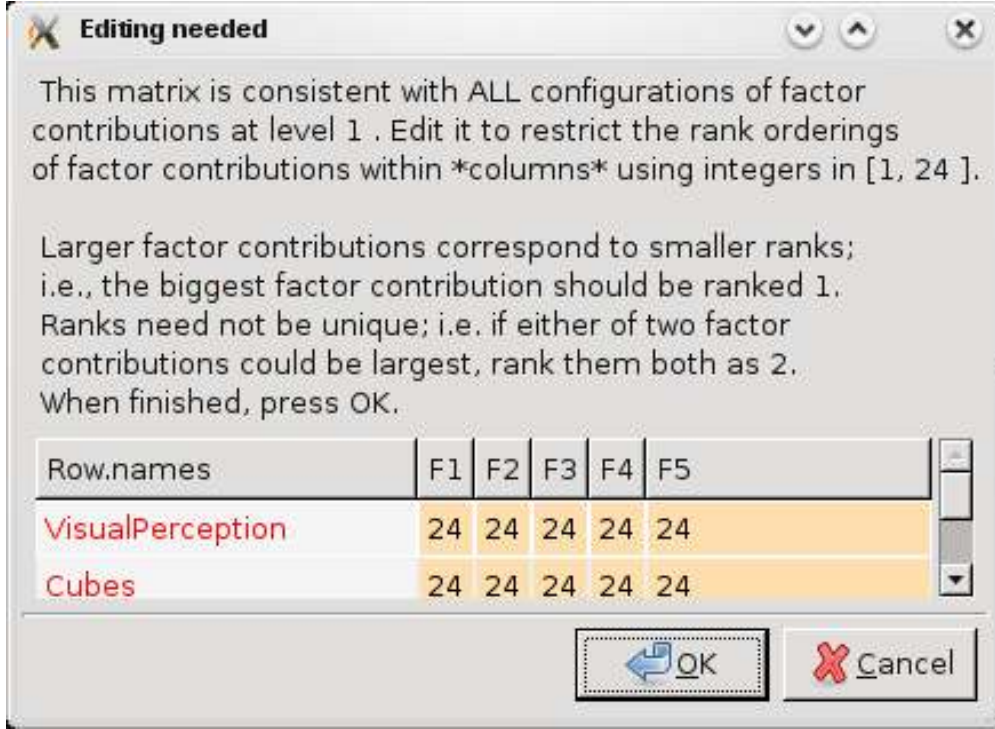 Editing needed
This matrix is consistent with ALL configurations of factor
contributions at level 1 . Edit it to restrict the rank orderings
of factor contributions within *columns* using integers in [1, 24 ].
Larger factor contributions correspond to smaller ranks;
i.e., the biggest factor contribution should be ranked 1.
Ranks need not be unique; i.e. if either of two factor
contributions could be largest, rank them both as 2.
When finished, press OK.
Row.names F1 F2 F3 F4 F5
VisualPerception 24 24 24 24 24
Cubes 24 24 24 24 24
OK Cancel